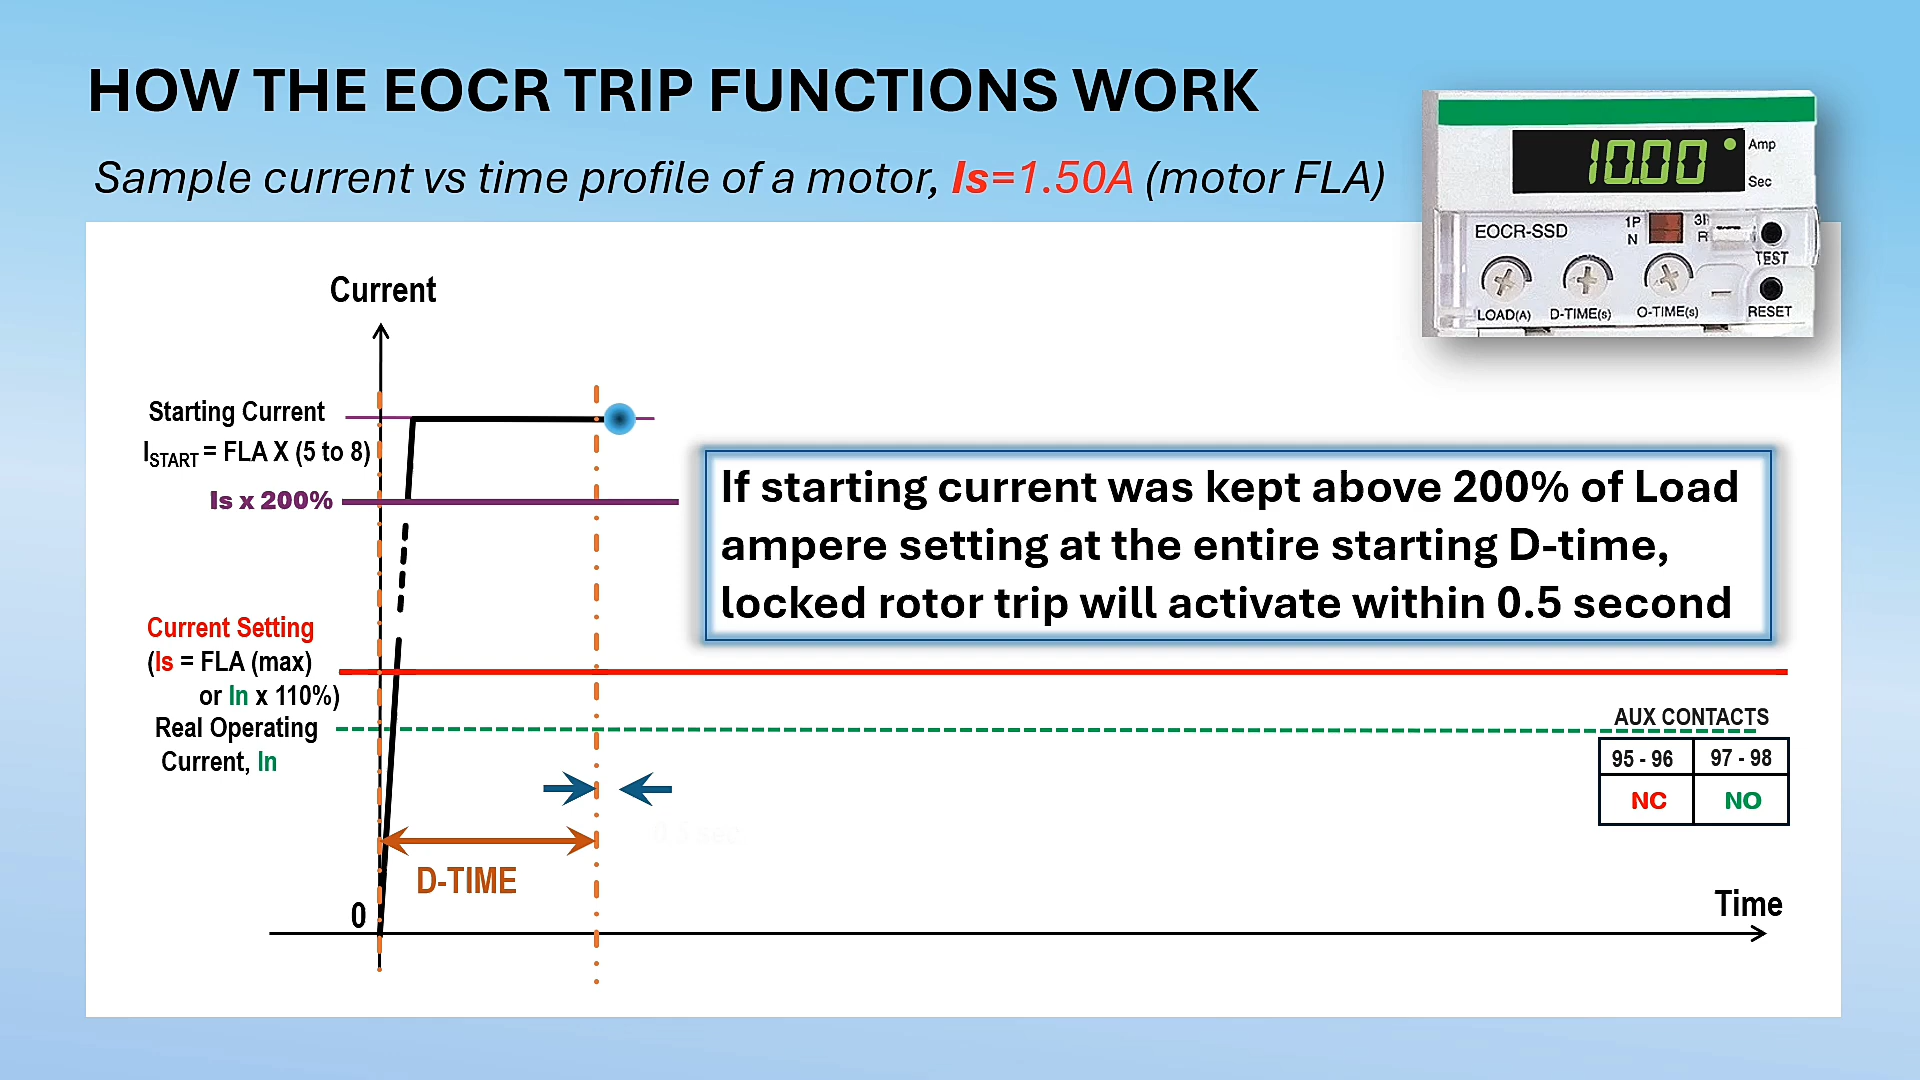 HOW THE EOCR TRIP FUNCTIONS WORK
Sample current vs time profile of a motor, Is=1.50A (motor FLA)
10.00
Amp
Sec
EOCR-SSD
1P
N
R
TEST
RESET
LOAD(A)
D-TIME(s)
O-TIME(s)
Current
Starting Current
ISTART = FLA X (5 to 8)
Is x 200%
If starting current was kept above 200% of Load
ampere setting at the entire starting D-time,
locked rotor trip will activate within 0.5 second
Current Setting
(Is = FLA (max)
or In x 110%)
Real Operating
Current, In
AUX CONTACTS
95 - 96
97 - 98
NC
NO
0.5 sec
D-TIME
0
Time